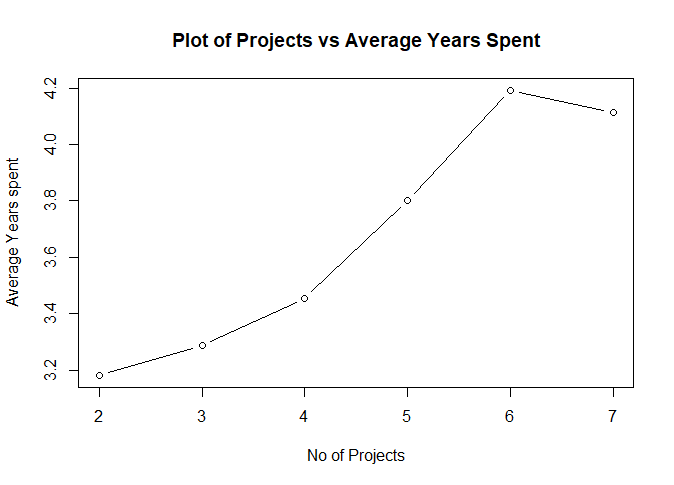 Plot of Projects vs Average Years Spent
Average Years spent
4.2
4.0
3.8
3.6
3.4
3.2
2 3 4 5 6 7
No of Projects